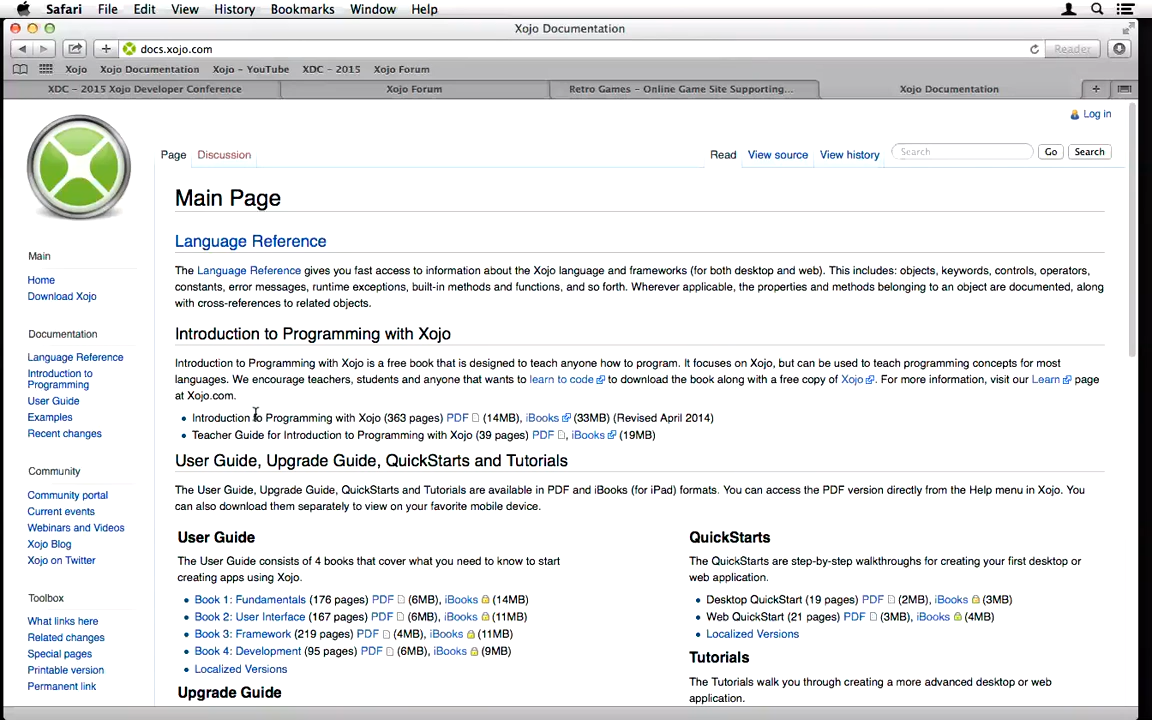 Safari File Edit View History Bookmarks Window Help
Xojo Documentation
docs.xojo.com
Reader
Xojo Xojo Documentation Xojo – YouTube XDC – 2015 Xojo Forum
XDC – 2015 Xojo Developer Conference Xojo Forum Retro Games – Online Game Site Supporting... Xojo Documentation
Log in
Page Discussion Read View source View history Search Go Search
Main Page
Language Reference
The Language Reference gives you fast access to information about the Xojo language and frameworks (for both desktop and web). This includes: objects, keywords, controls, operators,
constants, error messages, runtime exceptions, built-in methods and functions, and so forth. Wherever applicable, the properties and methods belonging to an object are documented, along
with cross-references to related objects.
Introduction to Programming with Xojo
Introduction to Programming with Xojo is a free book that is designed to teach anyone how to program. It focuses on Xojo, but can be used to teach programming concepts for most
languages. We encourage teachers, students and anyone that wants to learn to code to download the book along with a free copy of Xojo. For more information, visit our Learn page
at Xojo.com.
Introduction to Programming with Xojo (363 pages) PDF (14MB), iBooks (33MB) (Revised April 2014)
Teacher Guide for Introduction to Programming with Xojo (39 pages) PDF, iBooks (19MB)
User Guide, Upgrade Guide, QuickStarts and Tutorials
The User Guide, Upgrade Guide, QuickStarts and Tutorials are available in PDF and iBooks (for iPad) formats. You can access the PDF version directly from the Help menu in Xojo. You
can also download them separately to view on your favorite mobile device.
User Guide
The User Guide consists of 4 books that cover what you need to know to start
creating apps using Xojo.
Book 1: Fundamentals (176 pages) PDF (6MB), iBooks (14MB)
Book 2: User Interface (167 pages) PDF (6MB), iBooks (11MB)
Book 3: Framework (219 pages) PDF (4MB), iBooks (11MB)
Book 4: Development (95 pages) PDF (6MB), iBooks (9MB)
Localized Versions
Upgrade Guide
QuickStarts
The QuickStarts are step-by-step walkthroughs for creating your first desktop or
web application.
Desktop QuickStart (19 pages) PDF (2MB), iBooks (3MB)
Web QuickStart (21 pages) PDF (3MB), iBooks (4MB)
Localized Versions
Tutorials
The Tutorials walk you through creating a more advanced desktop or web
application.
Main
Home
Download Xojo
Documentation
Language Reference
Introduction to
Programming
User Guide
Examples
Recent changes
Community
Community portal
Current events
Webinars and Videos
Xojo Blog
Xojo on Twitter
Toolbox
What links here
Related changes
Special pages
Printable version
Permanent link